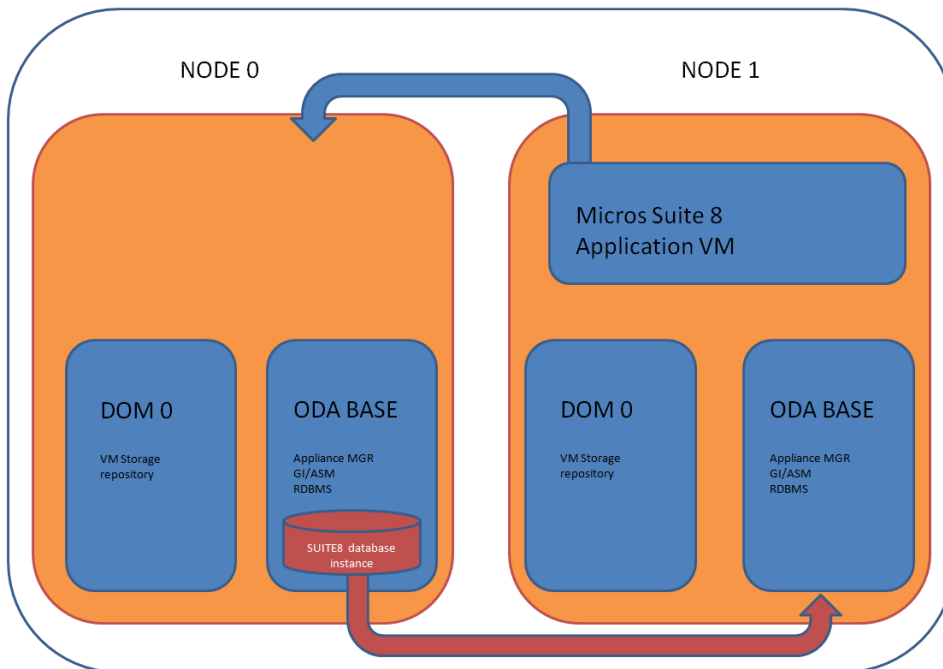 NODE 0
NODE 1
Micros Suite 8
Application VM
DOM 0
VM Storage
repository
ODA BASE
Appliance MGR
GI/ASM
RDBMS
SUITE8 database
instance
DOM 0
VM Storage
repository
ODA BASE
Appliance MGR
GI/ASM
RDBMS